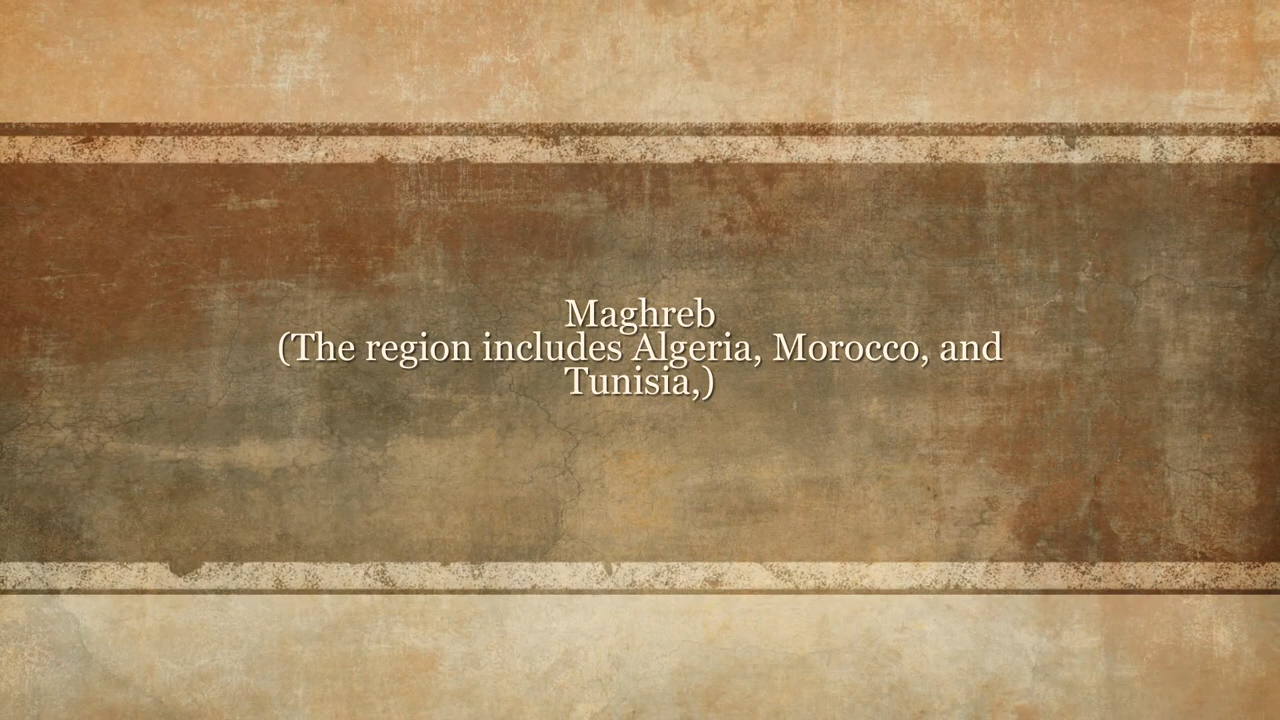 Maghreb
(The region includes Algeria, Morocco, and
Tunisia,)